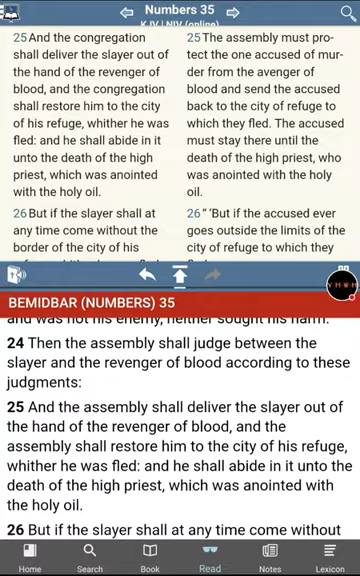 Numbers 35
KJV | NIV (online)
25 And the congregation
shall deliver the slayer out of
the hand of the revenger of
blood, and the congregation
shall restore him to the city
of his refuge, whither he was
fled: and he shall abide in it
unto the death of the high
priest, which was anointed
with the holy oil.
26 But if the slayer shall at
any time come without the
border of the city of his
25 The assembly must pro-
tect the one accused of mur-
der from the avenger of
blood and send the accused
back to the city of refuge to
which they fled. The accused
must stay there until the
death of the high priest, who
was anointed with the holy
oil.
26 “ ‘But if the accused ever
goes outside the limits of the
city of refuge to which they
BEMIDBAR (NUMBERS) 35
and was not his enemy, neither sought his harm:
24 Then the assembly shall judge between the
slayer and the revenger of blood according to these
judgments:
25 And the assembly shall deliver the slayer out of
the hand of the revenger of blood, and the
assembly shall restore him to the city of his refuge,
whither he was fled: and he shall abide in it unto the
death of the high priest, which was anointed with
the holy oil.
26 But if the slayer shall at any time come without
Home
Search
Book
Read
Notes
Lexicon